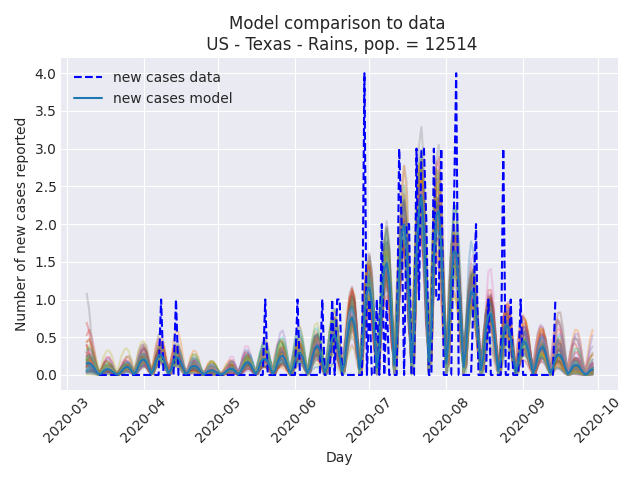 Model comparison to data
US - Texas - Rains, pop. = 12514
new cases data
new cases model
Number of new cases reported
4.0
3.5
3.0
2.5
2.0
1.5
1.0
0.5
0.0
2020-03
2020-04
2020-05
2020-06
2020-07
2020-08
2020-09
2020-10
Day